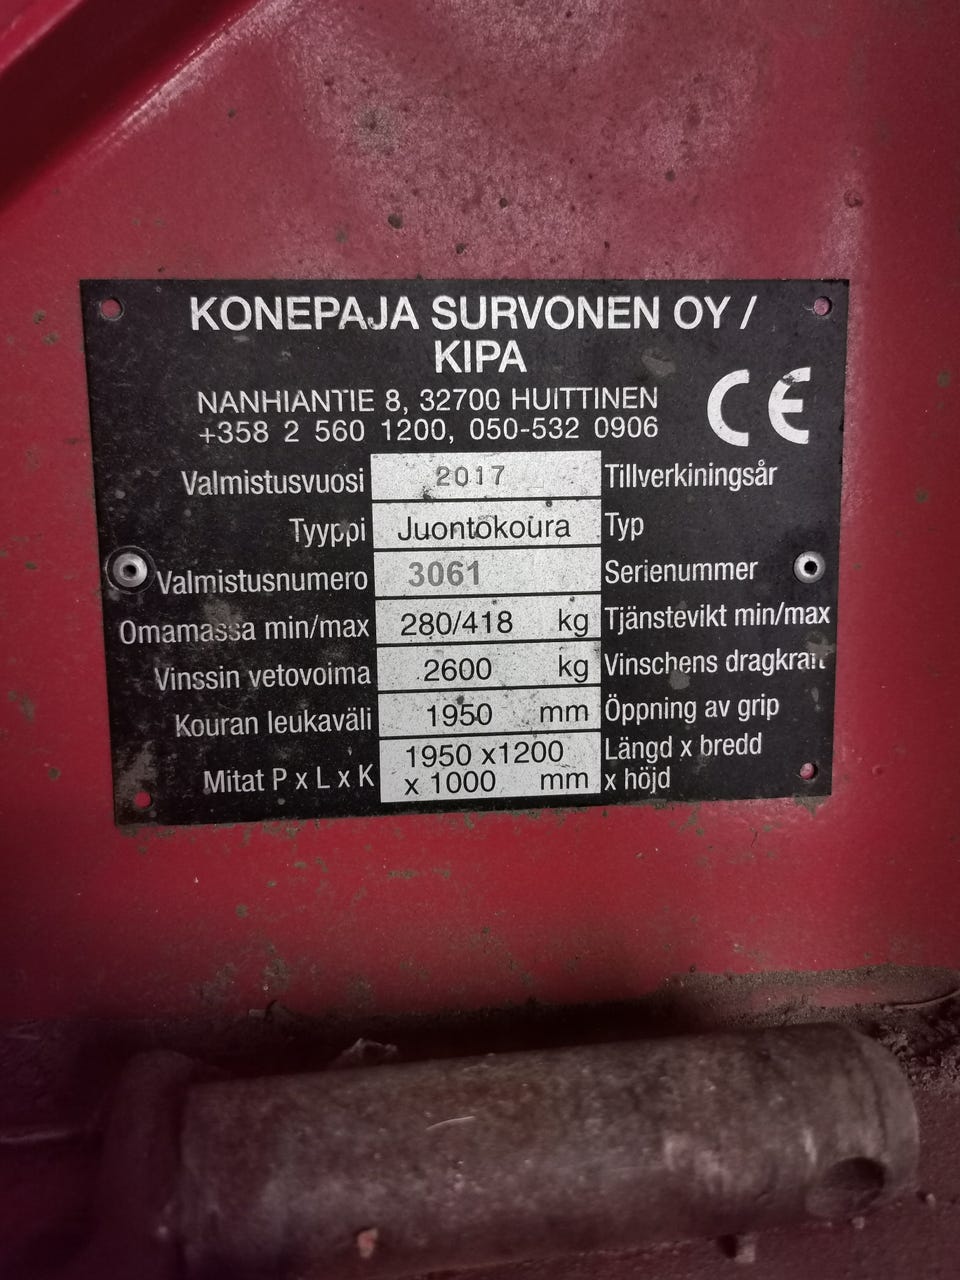 KONEPAJA SURVONEN OY /
KIPA
NANHIANTIE 8, 32700 HUITTINEN
+358 2 560 1200, 050-532 0906
CE
Valmistusvuosi 2017 Tillverkiningsår
Tyyppi Juontokoura Typ
Valmistusnumero 3061 Serienummer
Omamassa min/max 280/418 kg Tjänstevikt min/max
Vinssin vetovoima 2600 kg Vinschens dragkraft
Kouran leukaväli 1950 mm Öppning av grip
Mitat P x L x K 1950 x1200 x 1000 mm Längd x bredd x höjd